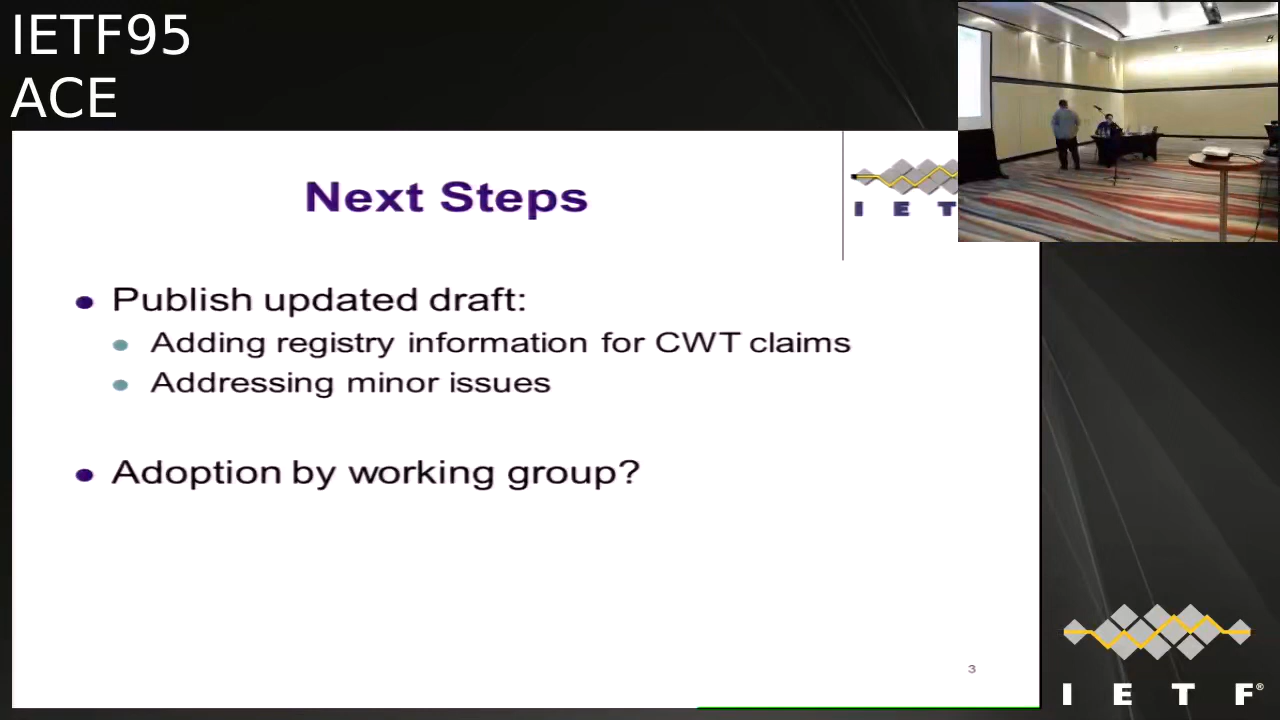 IETF95
ACE
Next Steps
I E T
Publish updated draft:
Adding registry information for CWT claims
Addressing minor issues
Adoption by working group?
3
I E T F®